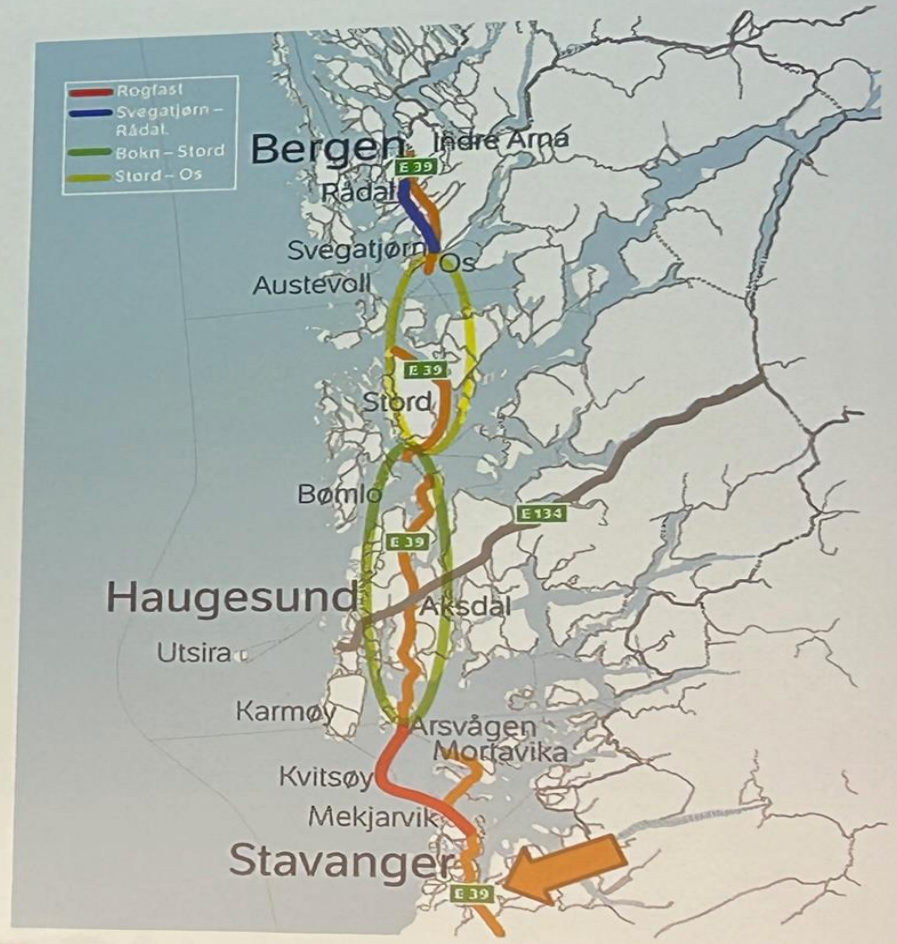 Rogfast
Svegatjørn –
Rådal
Bokn – Stord
Stord – Os
Bergen
Indre Arna
E 39
Rådal
Svegatjørn
Os
Austevoll
E 39
Stord
Bømlo
E 134
E 39
Haugesund
Aksdal
Utsira
Karmøy
Arsvågen
Mortavika
Kvitsøy
Mekjarvik
Stavanger
E 39